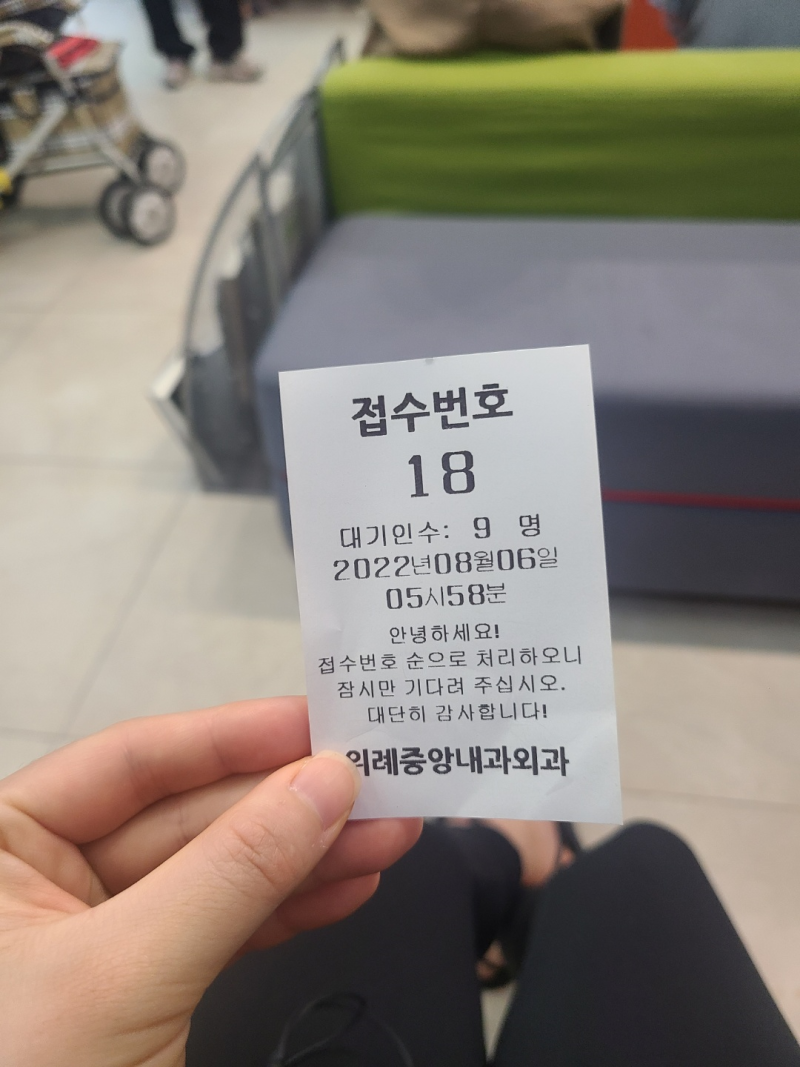 접수번호
18
대기인수: 9 명
2022년08월06일
05시58분
안녕하세요!
접수번호 순으로 처리하오니
잠시만 기다려 주십시오.
대단히 감사합니다!
위례중앙내과외과